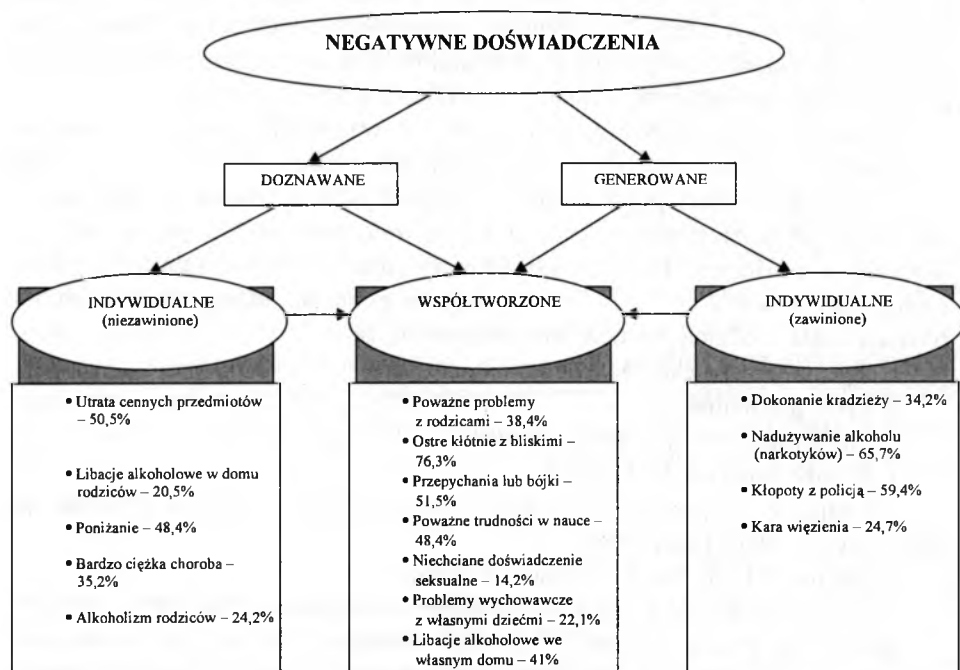 NEGATYWNE DOŚWIADCZENIA
DOZNAWANE
GENEROWANE
INDYWIDUALNE
(niezawinione)
WSPÓŁTWORZONE
INDYWIDUALNE
(zawinione)
• Utrata cennych przedmiotów
– 50,5%
• Libacje alkoholowe w domu
rodziców – 20,5%
• Poniżanie – 48,4%
• Bardzo ciężka choroba –
35,2%
• Alkoholizm rodziców – 24,2%
• Poważne problemy
z rodzicami – 38,4%
• Ostre kłótnie z bliskimi –
76,3%
• Przepychania lub bójki –
51,5%
• Poważne trudności w nauce –
48,4%
• Niechciane doświadczenie
seksualne – 14,2%
• Problemy wychowawcze
z własnymi dziećmi – 22,1%
• Libacje alkoholowe we
własnym domu – 41%
• Dokonanie kradzieży – 34,2%
• Nadużywanie alkoholu
(narkotyków) – 65,7%
• Kłopoty z policją – 59,4%
• Kara więzienia – 24,7%